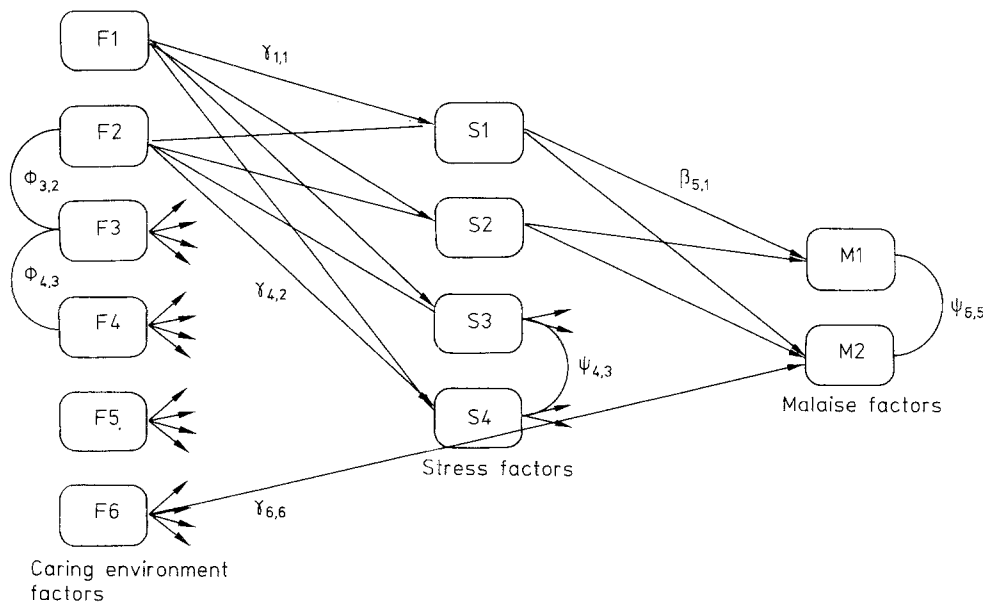 F1
γ1,1
F2
S1
Φ3,2
β5,1
F3
S2
M1
Φ4,3
γ4,2
F4
S3
ψ6,5
M2
ψ4,3
Malaise factors
F5
S4
Stress factors
F6
γ6,6
Caring environment
factors